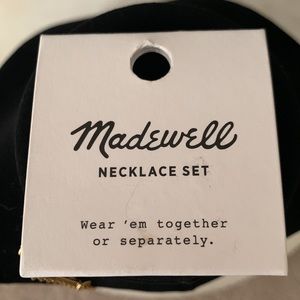 Madewell
NECKLACE SET
Wear 'em together
or separately.